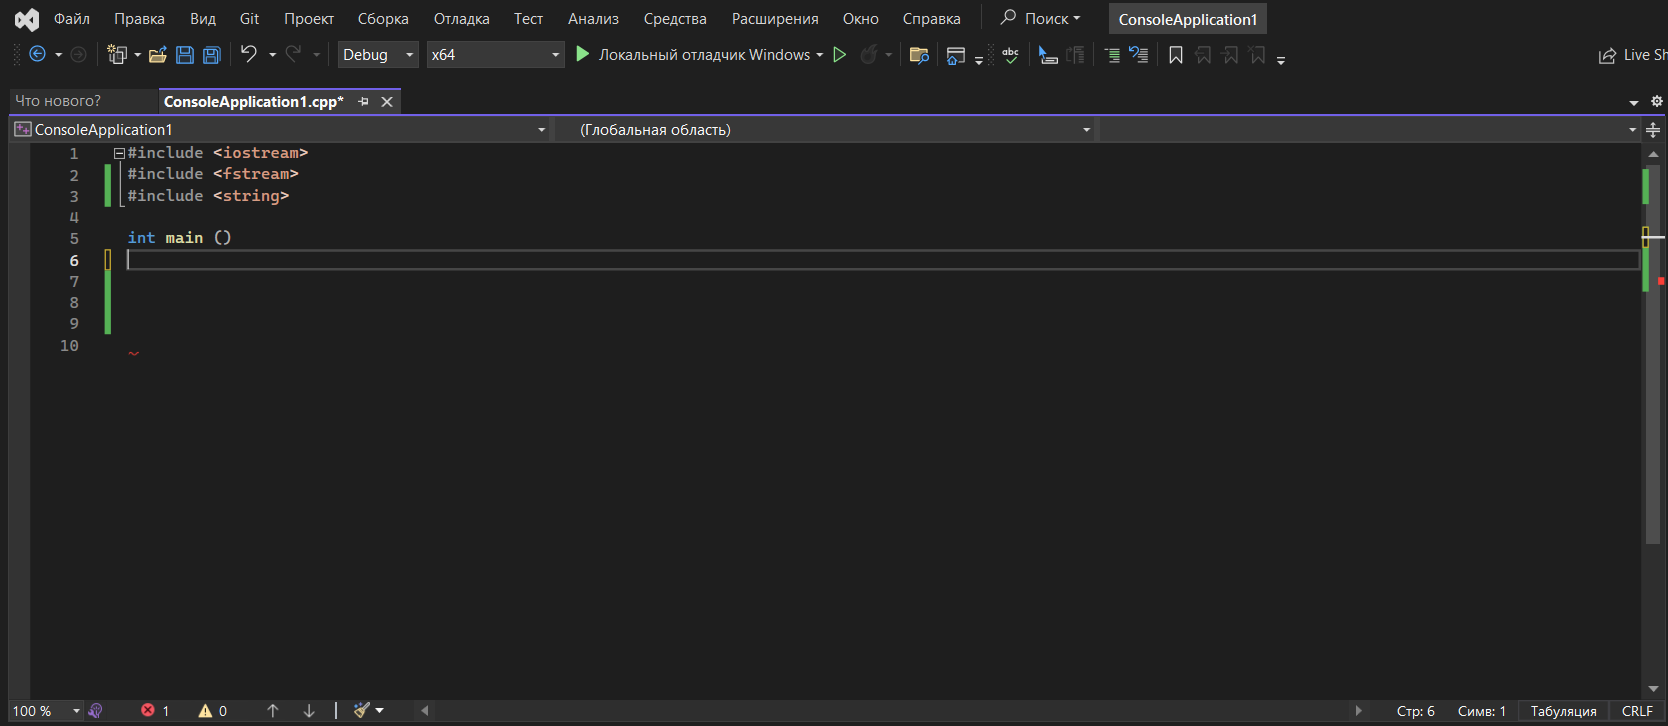 Файл Правка Вид Git Проект Сборка Отладка Тест Анализ Средства Расширения Окно Справка Поиск ConsoleApplication1
Debug x64 Локальный отладчик Windows abc Live Sh
Что нового? ConsoleApplication1.cpp*
ConsoleApplication1 (Глобальная область)
1 #include <iostream>
2 #include <fstream>
3 #include <string>
4
5 int main ()
6
7
8
9
10
100 % 1 0 Стр: 6 Симв: 1 Табуляция CRLF